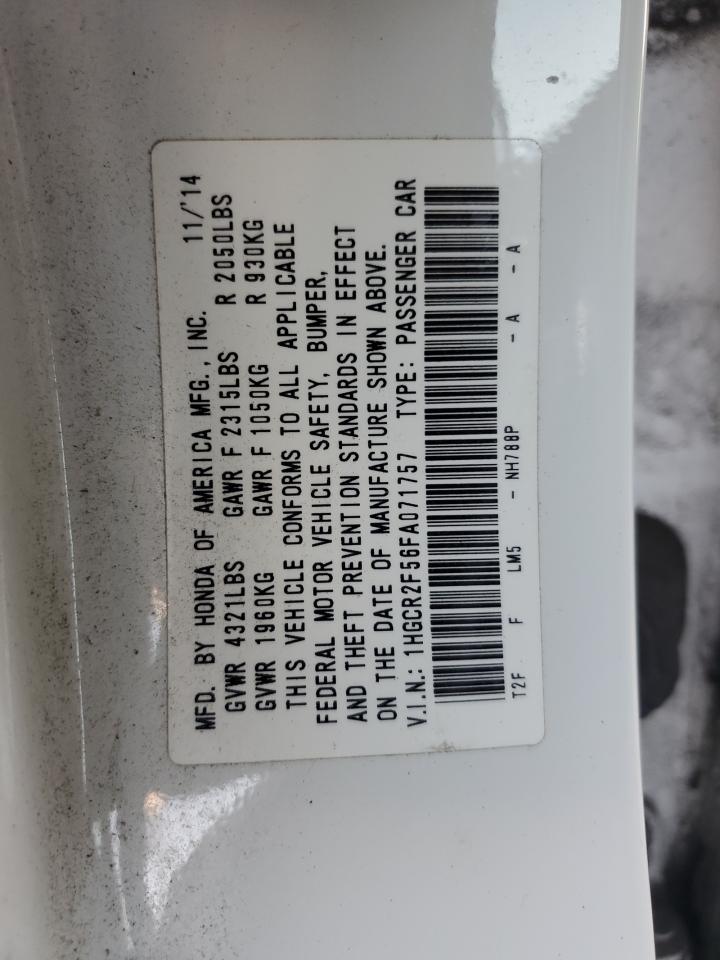 MFD. BY HONDA OF AMERICA MFG., INC. 11/'14
GVWR 4321LBS GAWR F 2315LBS R 2050LBS
GVWR 1960KG GAWR F 1050KG R 930KG
THIS VEHICLE CONFORMS TO ALL APPLICABLE
FEDERAL MOTOR VEHICLE SAFETY, BUMPER,
AND THEFT PREVENTION STANDARDS IN EFFECT
ON THE DATE OF MANUFACTURE SHOWN ABOVE.
V.I.N.: 1HGCR2F56FA071757 TYPE: PASSENGER CAR
T2F F LM5 - NH788P - A - A